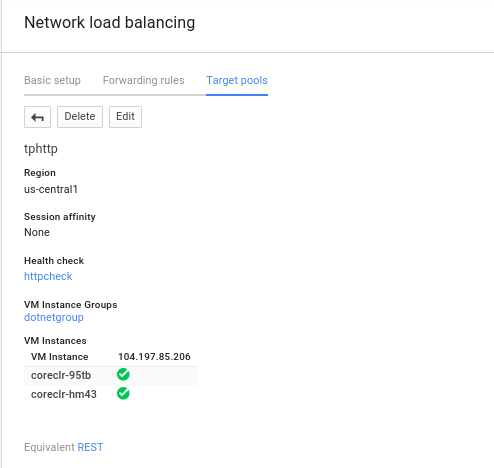 Network load balancing
Basic setup Forwarding rules Target pools
Delete Edit
tphttp
Region
us-central1
Session affinity
None
Health check
httpcheck
VM Instance Groups
dotnetgroup
VM Instances
VM Instance 104.197.85.206
coreclr-95tb
coreclr-hm43
Equivalent REST